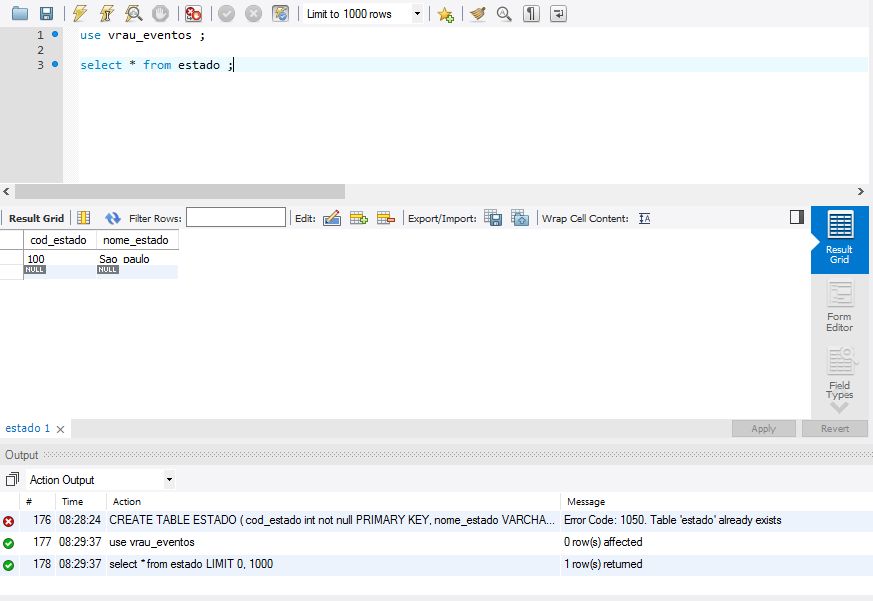 Limit to 1000 rows
1 use vrau_eventos ;
2
3 select * from estado ;
Result Grid Filter Rows: Edit: Export/Import: Wrap Cell Content:
cod_estado nome_estado
100 Sao_paulo
NULL NULL
Result
Grid
Form
Editor
Field
Types
estado 1 Apply Revert
Output
Action Output
# Time Action Message
176 08:28:24 CREATE TABLE ESTADO ( cod_estado int not null PRIMARY KEY, nome_estado VARCHA... Error Code: 1050. Table 'estado' already exists
177 08:29:37 use vrau_eventos 0 row(s) affected
178 08:29:37 select * from estado LIMIT 0, 1000 1 row(s) returned